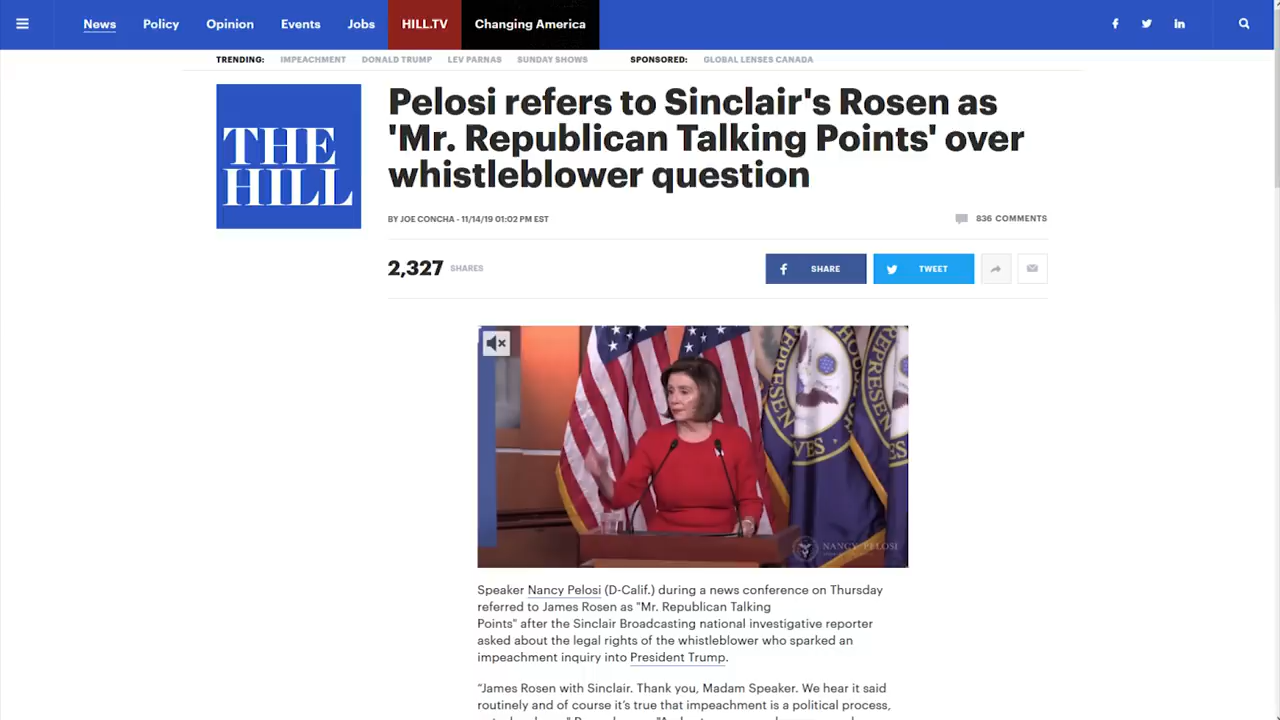 News Policy Opinion Events Jobs HILL.TV Changing America
TRENDING: IMPEACHMENT DONALD TRUMP LEV PARNAS SUNDAY SHOWS SPONSORED: GLOBAL LENSES CANADA
THE
HILL
Pelosi refers to Sinclair's Rosen as
'Mr. Republican Talking Points' over
whistleblower question
BY JOE CONCHA - 11/14/19 01:02 PM EST
836 COMMENTS
2,327 SHARES
SHARE
TWEET
NANCY PELOSI
Speaker Nancy Pelosi (D-Calif.) during a news conference on Thursday
referred to James Rosen as "Mr. Republican Talking
Points" after the Sinclair Broadcasting national investigative reporter
asked about the legal rights of the whistleblower who sparked an
impeachment inquiry into President Trump.
“James Rosen with Sinclair. Thank you, Madam Speaker. We hear it said
routinely and of course it’s true that impeachment is a political process,